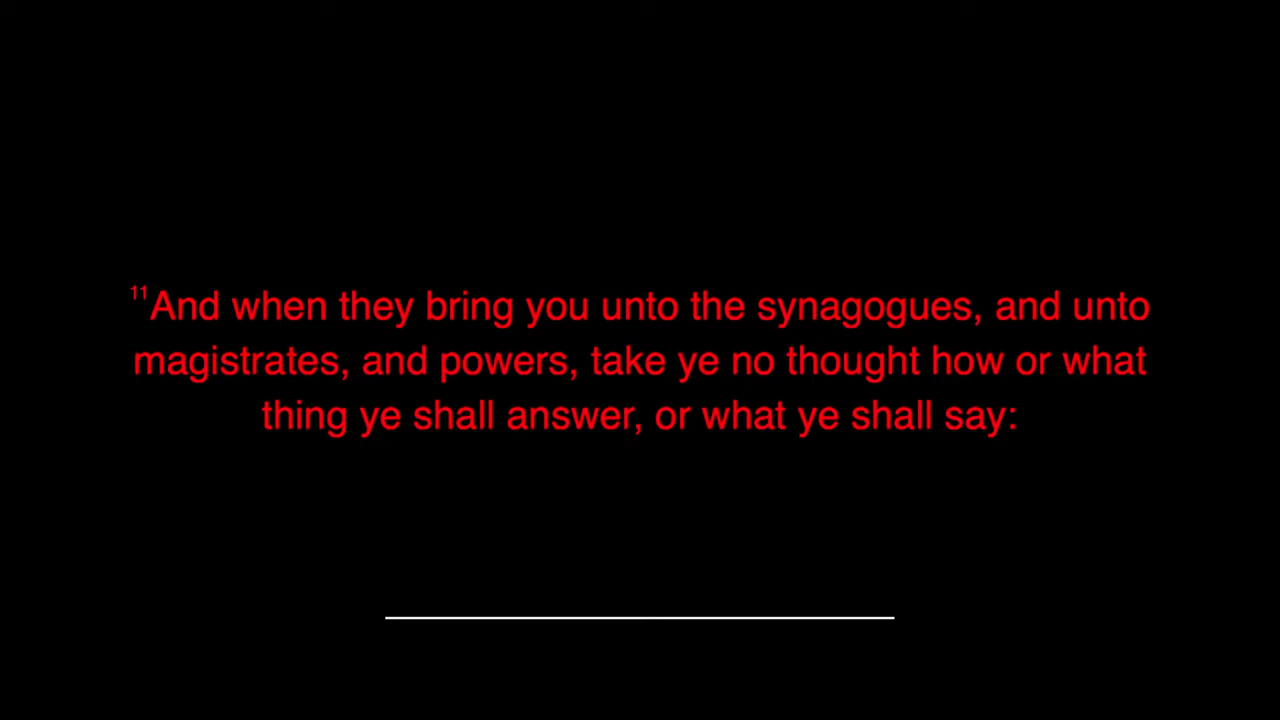 11And when they bring you unto the synagogues, and unto
magistrates, and powers, take ye no thought how or what
thing ye shall answer, or what ye shall say: